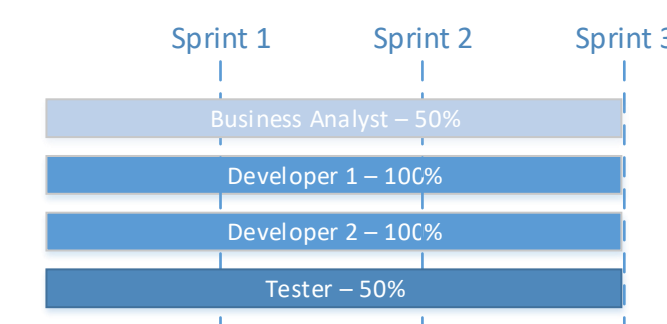 Sprint 1 Sprint 2 Sprint 3
Business Analyst – 50%
Developer 1 – 100%
Developer 2 – 100%
Tester – 50%